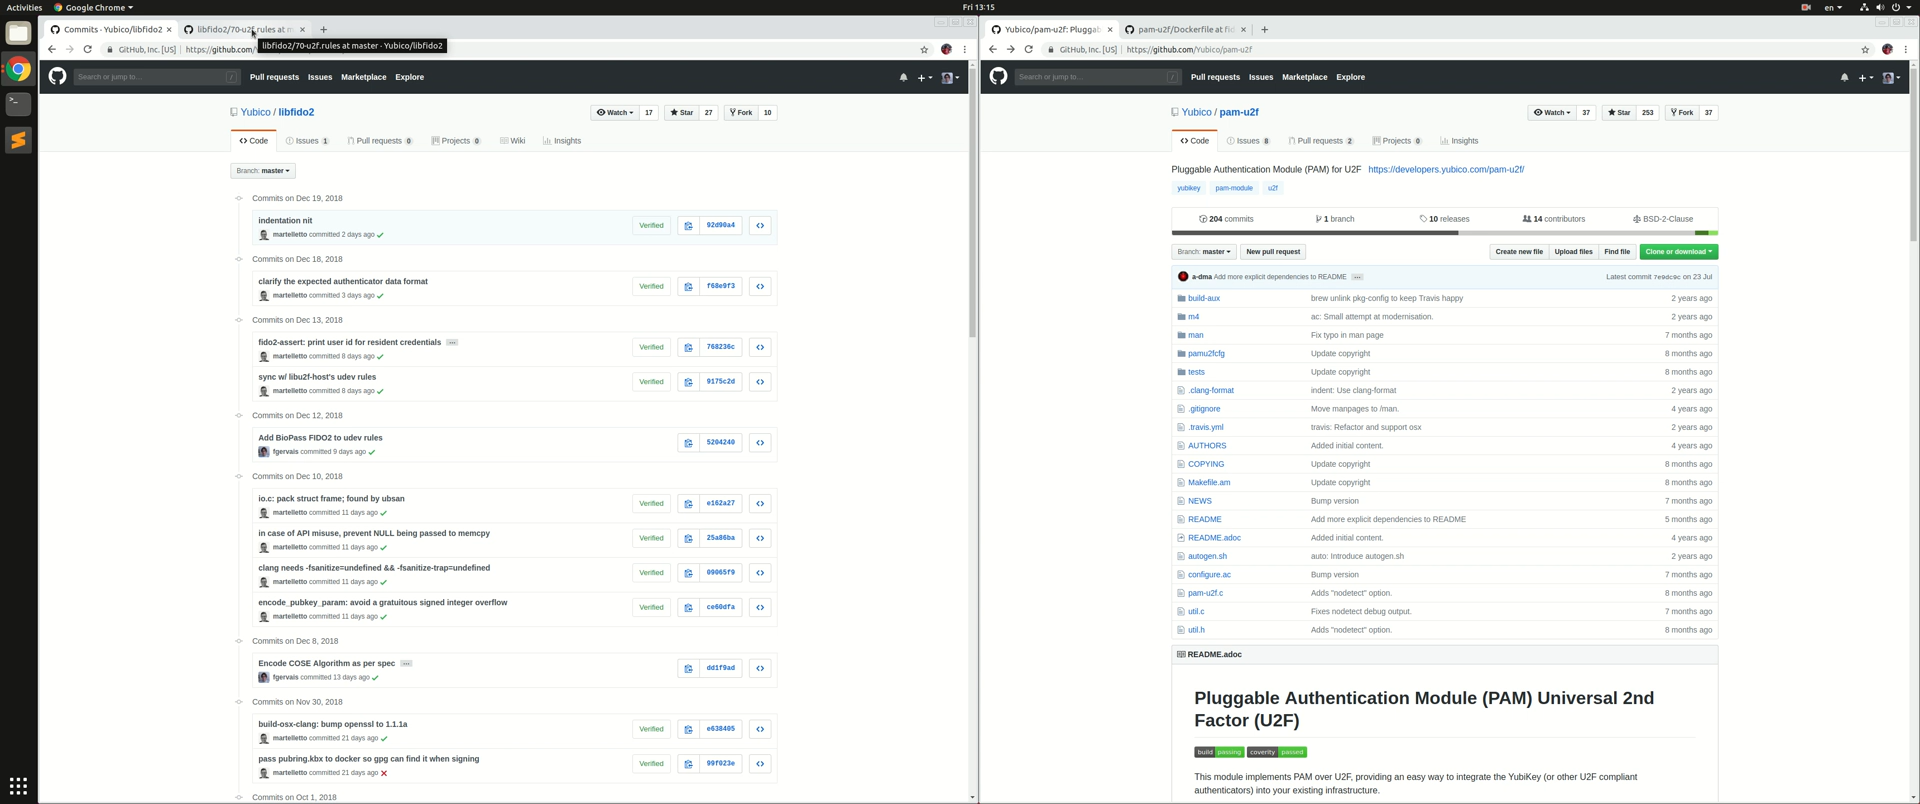 Activities
Google Chrome
Fri 13:15
en
Commits · Yubico/libfido2
libfido2/70-u2f.rules at m
GitHub, Inc. [US] https://github.com/
libfido2/70-u2f.rules at master · Yubico/libfido2
Search or jump to… /
Pull requests Issues Marketplace Explore
Yubico / libfido2
Watch 17 Star 27 Fork 10
Code Issues 1 Pull requests 0 Projects 0 Wiki Insights
Branch: master
Commits on Dec 19, 2018
indentation nit
martelletto committed 2 days ago
Verified 92d90a4
Commits on Dec 18, 2018
clarify the expected authenticator data format
martelletto committed 3 days ago
Verified f68e9f3
Commits on Dec 13, 2018
fido2-assert: print user id for resident credentials
martelletto committed 8 days ago
Verified 768236c
sync w/ libu2f-host's udev rules
martelletto committed 8 days ago
Verified 9175c2d
Commits on Dec 12, 2018
Add BioPass FIDO2 to udev rules
fgervais committed 9 days ago
5204240
Commits on Dec 10, 2018
io.c: pack struct frame; found by ubsan
martelletto committed 11 days ago
Verified e162a27
in case of API misuse, prevent NULL being passed to memcpy
martelletto committed 11 days ago
Verified 25a86ba
clang needs -fsanitize=undefined && -fsanitize-trap=undefined
martelletto committed 11 days ago
Verified 09065f9
encode_pubkey_param: avoid a gratuitous signed integer overflow
martelletto committed 11 days ago
Verified ce60dfa
Commits on Dec 8, 2018
Encode COSE Algorithm as per spec
fgervais committed 13 days ago
dd1f9ad
Commits on Nov 30, 2018
build-osx-clang: bump openssl to 1.1.1a
martelletto committed 21 days ago
Verified e638405
pass pubring.kbx to docker so gpg can find it when signing
martelletto committed 21 days ago
Verified 99f023e
Commits on Oct 1, 2018
Yubico/pam-u2f: Pluggab
pam-u2f/Dockerfile at fid
GitHub, Inc. [US] https://github.com/Yubico/pam-u2f
Search or jump to… /
Pull requests Issues Marketplace Explore
Yubico / pam-u2f
Watch 37 Star 253 Fork 37
Code Issues 8 Pull requests 2 Projects 0 Insights
Pluggable Authentication Module (PAM) for U2F https://developers.yubico.com/pam-u2f/
yubikey pam-module u2f
204 commits 1 branch 10 releases 14 contributors BSD-2-Clause
Branch: master New pull request Create new file Upload files Find file Clone or download
a-dma Add more explicit dependencies to README Latest commit 7e9dc9c on 23 Jul
build-aux brew unlink pkg-config to keep Travis happy 2 years ago
m4 ac: Small attempt at modernisation. 2 years ago
man Fix typo in man page 7 months ago
pamu2fcfg Update copyright 8 months ago
tests Update copyright 8 months ago
.clang-format indent: Use clang-format 2 years ago
.gitignore Move manpages to /man. 4 years ago
.travis.yml travis: Refactor and support osx 2 years ago
AUTHORS Added initial content. 4 years ago
COPYING Update copyright 8 months ago
Makefile.am Update copyright 8 months ago
NEWS Bump version 7 months ago
README Add more explicit dependencies to README 5 months ago
README.adoc Added initial content. 4 years ago
autogen.sh auto: Introduce autogen.sh 2 years ago
configure.ac Bump version 7 months ago
pam-u2f.c Adds "nodetect" option. 8 months ago
util.c Fixes nodetect debug output. 7 months ago
util.h Adds "nodetect" option. 8 months ago
README.adoc
Pluggable Authentication Module (PAM) Universal 2nd
Factor (U2F)
build passing coverity passed
This module implements PAM over U2F, providing an easy way to integrate the YubiKey (or other U2F compliant
authenticators) into your existing infrastructure.